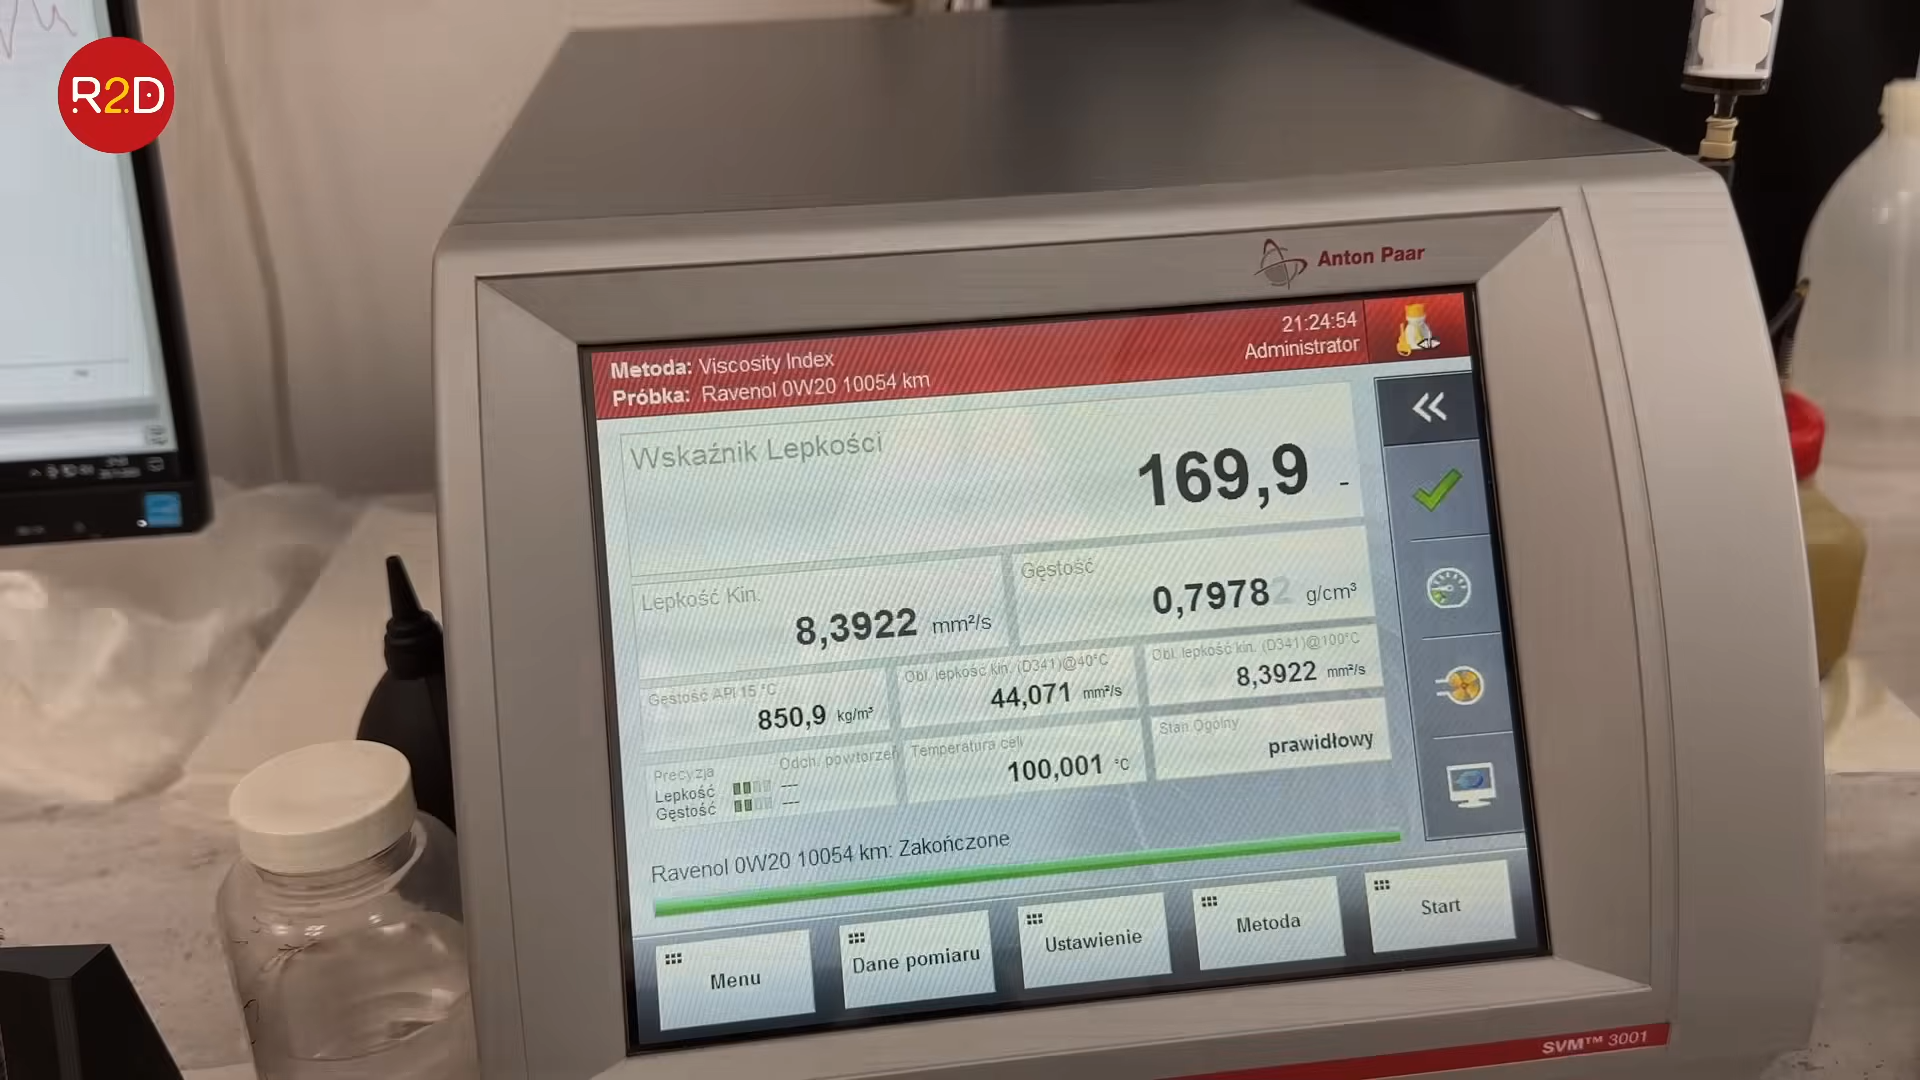 R2D
Anton Paar
21:24:54
Administrator
Metoda: Viscosity Index
Próbka: Ravenol 0W20 10054 km
Wskaźnik Lepkości
169,9 -
Lepkość Kin.
8,3922 mm²/s
Gęstość
0,79782 g/cm³
Gęstość API 15 °C
850,9 kg/m³
Obl. lepkość kin. (D341)@40°C
44,071 mm²/s
Obl. lepkość kin. (D341)@100°C
8,3922 mm²/s
Precyzja
Odch. powtórzeń
Lepkość ---
Gęstość ---
Temperatura celi
100,001 °C
Stan Ogólny
prawidłowy
Ravenol 0W20 10054 km: Zakończone
Menu
Dane pomiaru
Ustawienie
Metoda
Start
SVM™ 3001